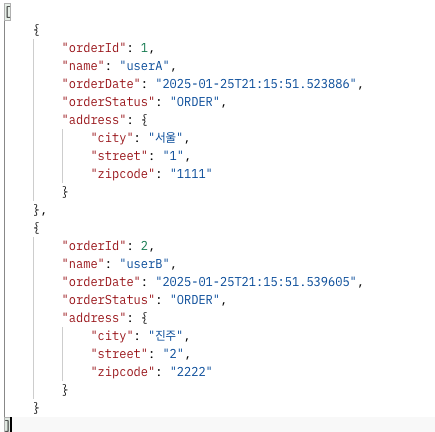 [
    {
        "orderId": 1,
        "name": "userA",
        "orderDate": "2025-01-25T21:15:51.523886",
        "orderStatus": "ORDER",
        "address": {
            "city": "서울",
            "street": "1",
            "zipcode": "1111"
        }
    },
    {
        "orderId": 2,
        "name": "userB",
        "orderDate": "2025-01-25T21:15:51.539605",
        "orderStatus": "ORDER",
        "address": {
            "city": "진주",
            "street": "2",
            "zipcode": "2222"
        }
    }
]